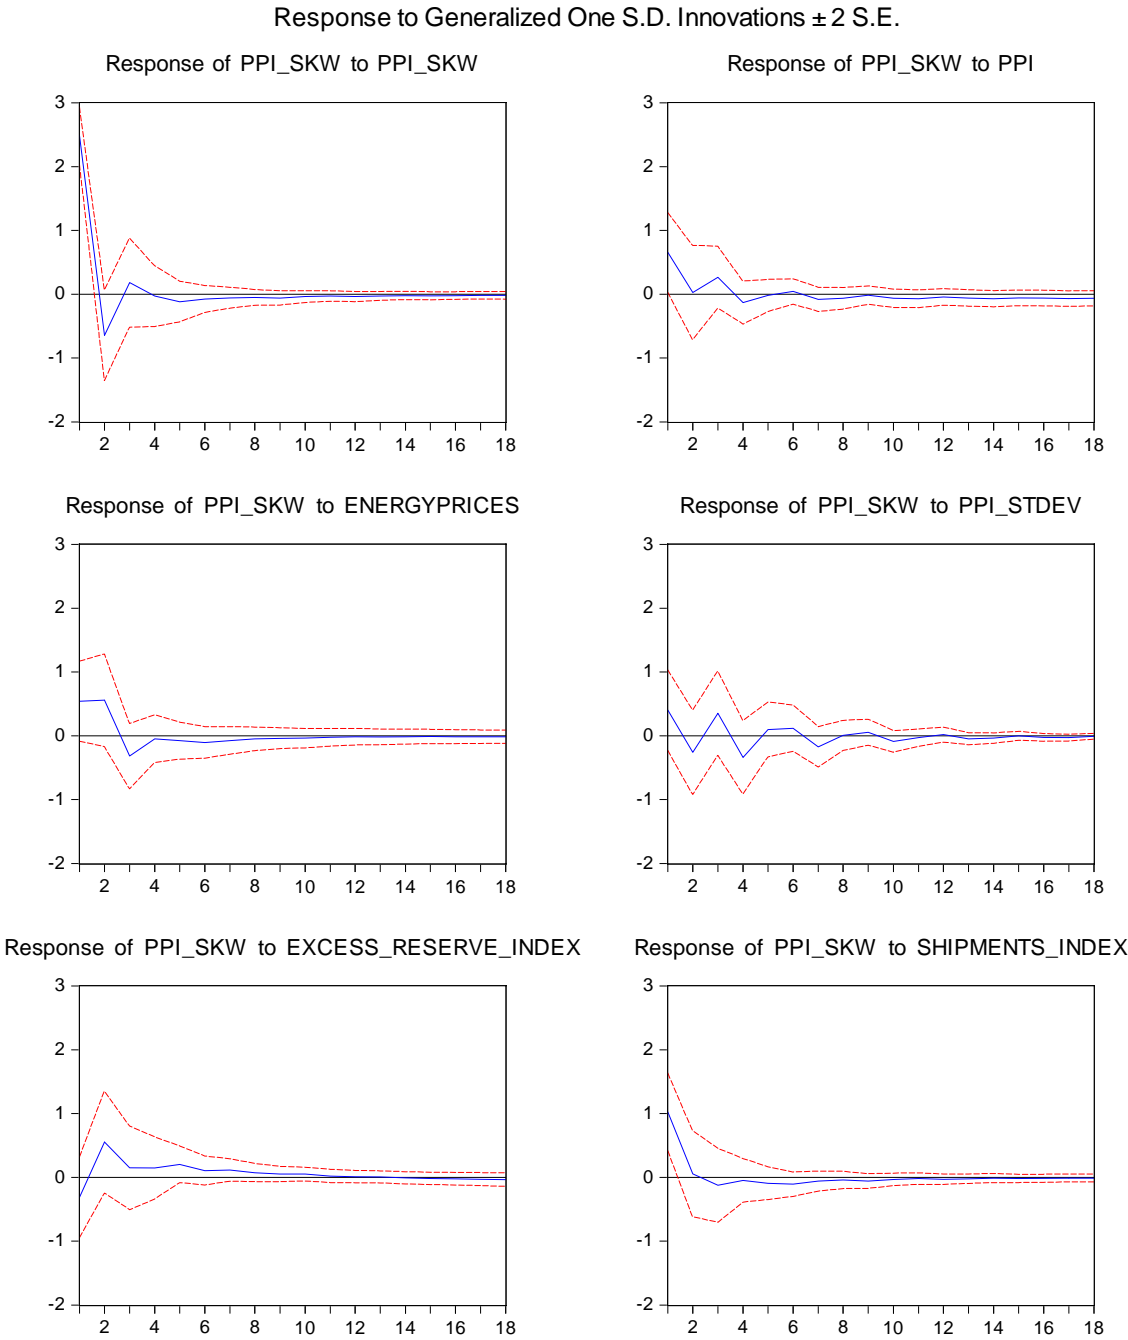 Response to Generalized One S.D. Innovations ± 2 S.E.
Response of PPI_SKW to PPI_SKW
3
2
1
0
-1
-2
2 4 6 8 10 12 14 16 18
Response of PPI_SKW to PPI
3
2
1
0
-1
-2
2 4 6 8 10 12 14 16 18
Response of PPI_SKW to ENERGYPRICES
3
2
1
0
-1
-2
2 4 6 8 10 12 14 16 18
Response of PPI_SKW to PPI_STDEV
3
2
1
0
-1
-2
2 4 6 8 10 12 14 16 18
Response of PPI_SKW to EXCESS_RESERVE_INDEX
3
2
1
0
-1
-2
2 4 6 8 10 12 14 16 18
Response of PPI_SKW to SHIPMENTS_INDEX
3
2
1
0
-1
-2
2 4 6 8 10 12 14 16 18